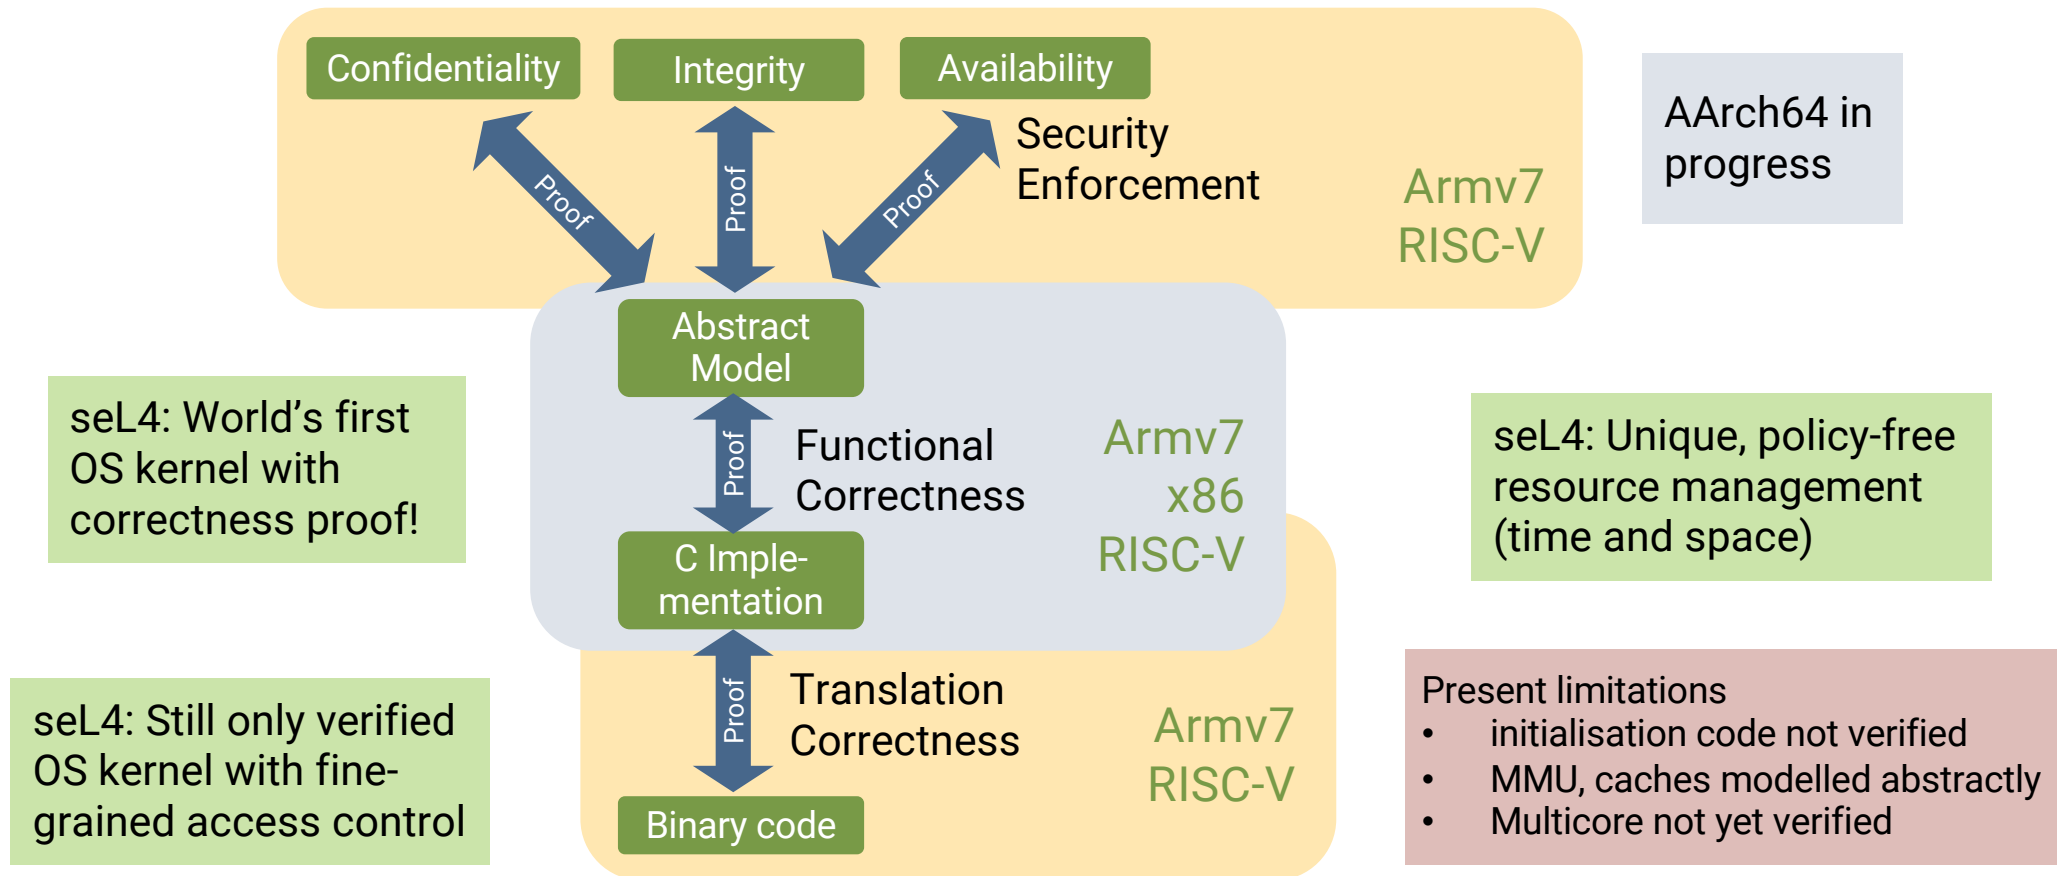 Confidentiality
Integrity
Availability
Proof
Proof
Proof
Security
Enforcement
Armv7
RISC-V
AArch64 in
progress
Abstract
Model
Proof
Functional
Correctness
Armv7
x86
RISC-V
C Imple-
mentation
Proof
Translation
Correctness
Armv7
RISC-V
Binary code
seL4: World’s first
OS kernel with
correctness proof!
seL4: Still only verified
OS kernel with fine-
grained access control
seL4: Unique, policy-free
resource management
(time and space)
Present limitations
• initialisation code not verified
• MMU, caches modelled abstractly
• Multicore not yet verified